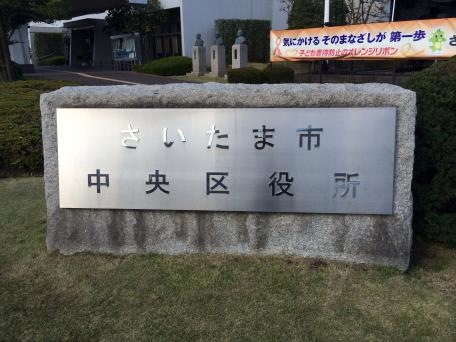 気にかける そのまなざしが 第一歩
子ども虐待防止のオレンジリボン
さ
さいたま市
中央区役所